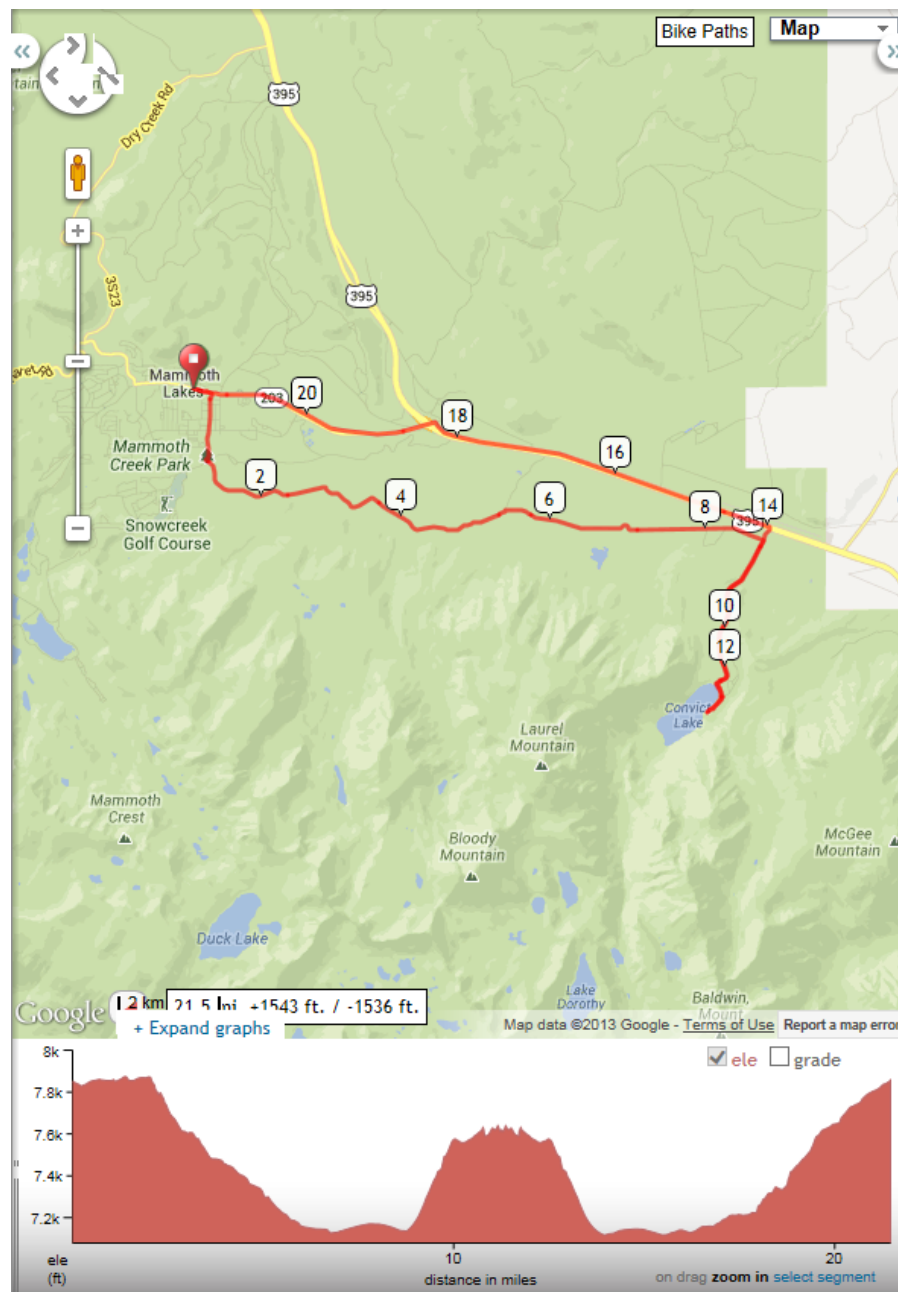 Bike Paths
Map
395
Dry Creek Rd
3S23
395
Mammoth
Lakes
203
20
18
Mammoth
Creek Park
16
2
4
6
8
395
14
Snowcreek
Golf Course
10
12
Convict
Lake
Laurel
Mountain
Mammoth
Crest
Bloody
Mountain
McGee
Mountain
Duck Lake
Lake
Dorothy
Baldwin,
Mount
Google
2 km
21.5 mi, +1543 ft. / -1536 ft.
+ Expand graphs
Map data ©2013 Google - Terms of Use
Report a map error
8k
ele
grade
7.8k
7.6k
7.4k
7.2k
ele
(ft)
10
20
distance in miles
on drag zoom in select segment